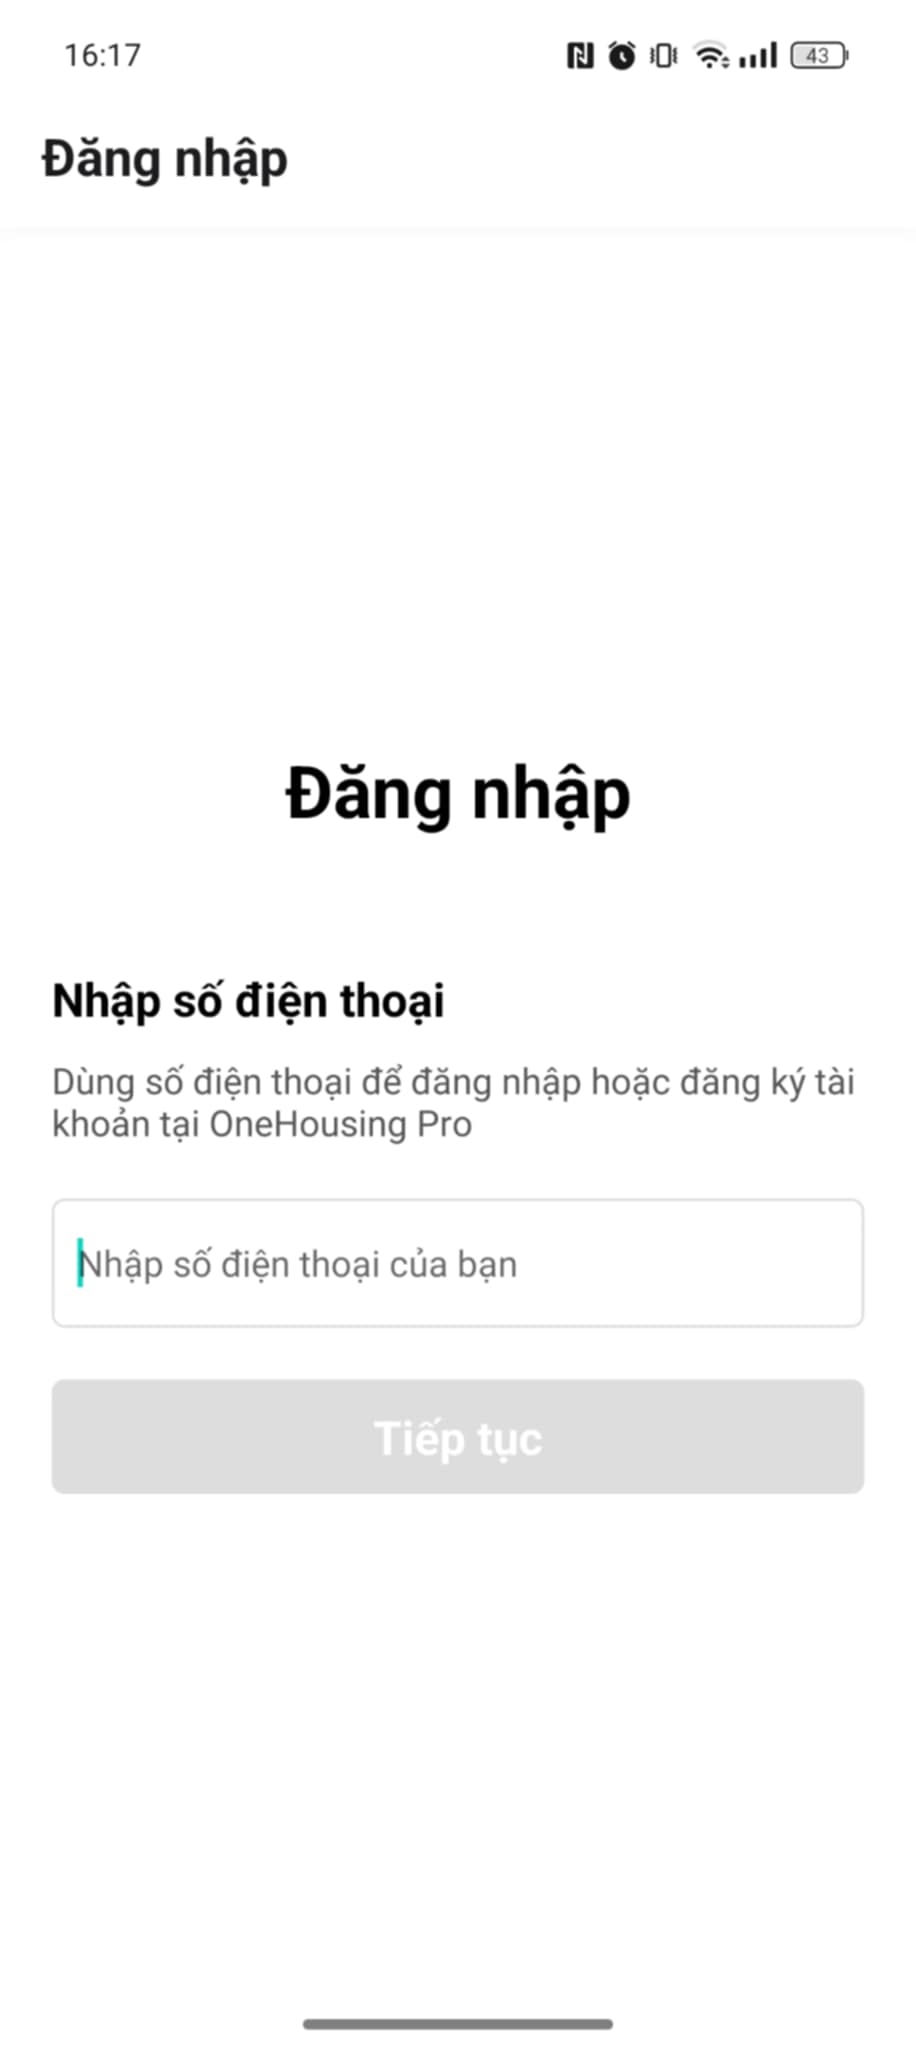 16:17
43
Đăng nhập
Đăng nhập
Nhập số điện thoại
Dùng số điện thoại để đăng nhập hoặc đăng ký tài
khoản tại OneHousing Pro
Nhập số điện thoại của bạn
Tiếp tục